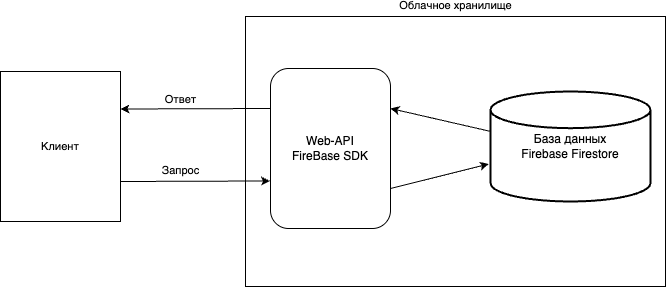 Облачное хранилище
Ответ
Клиент
Web-API
FireBase SDK
База данных
Firebase Firestore
Запрос